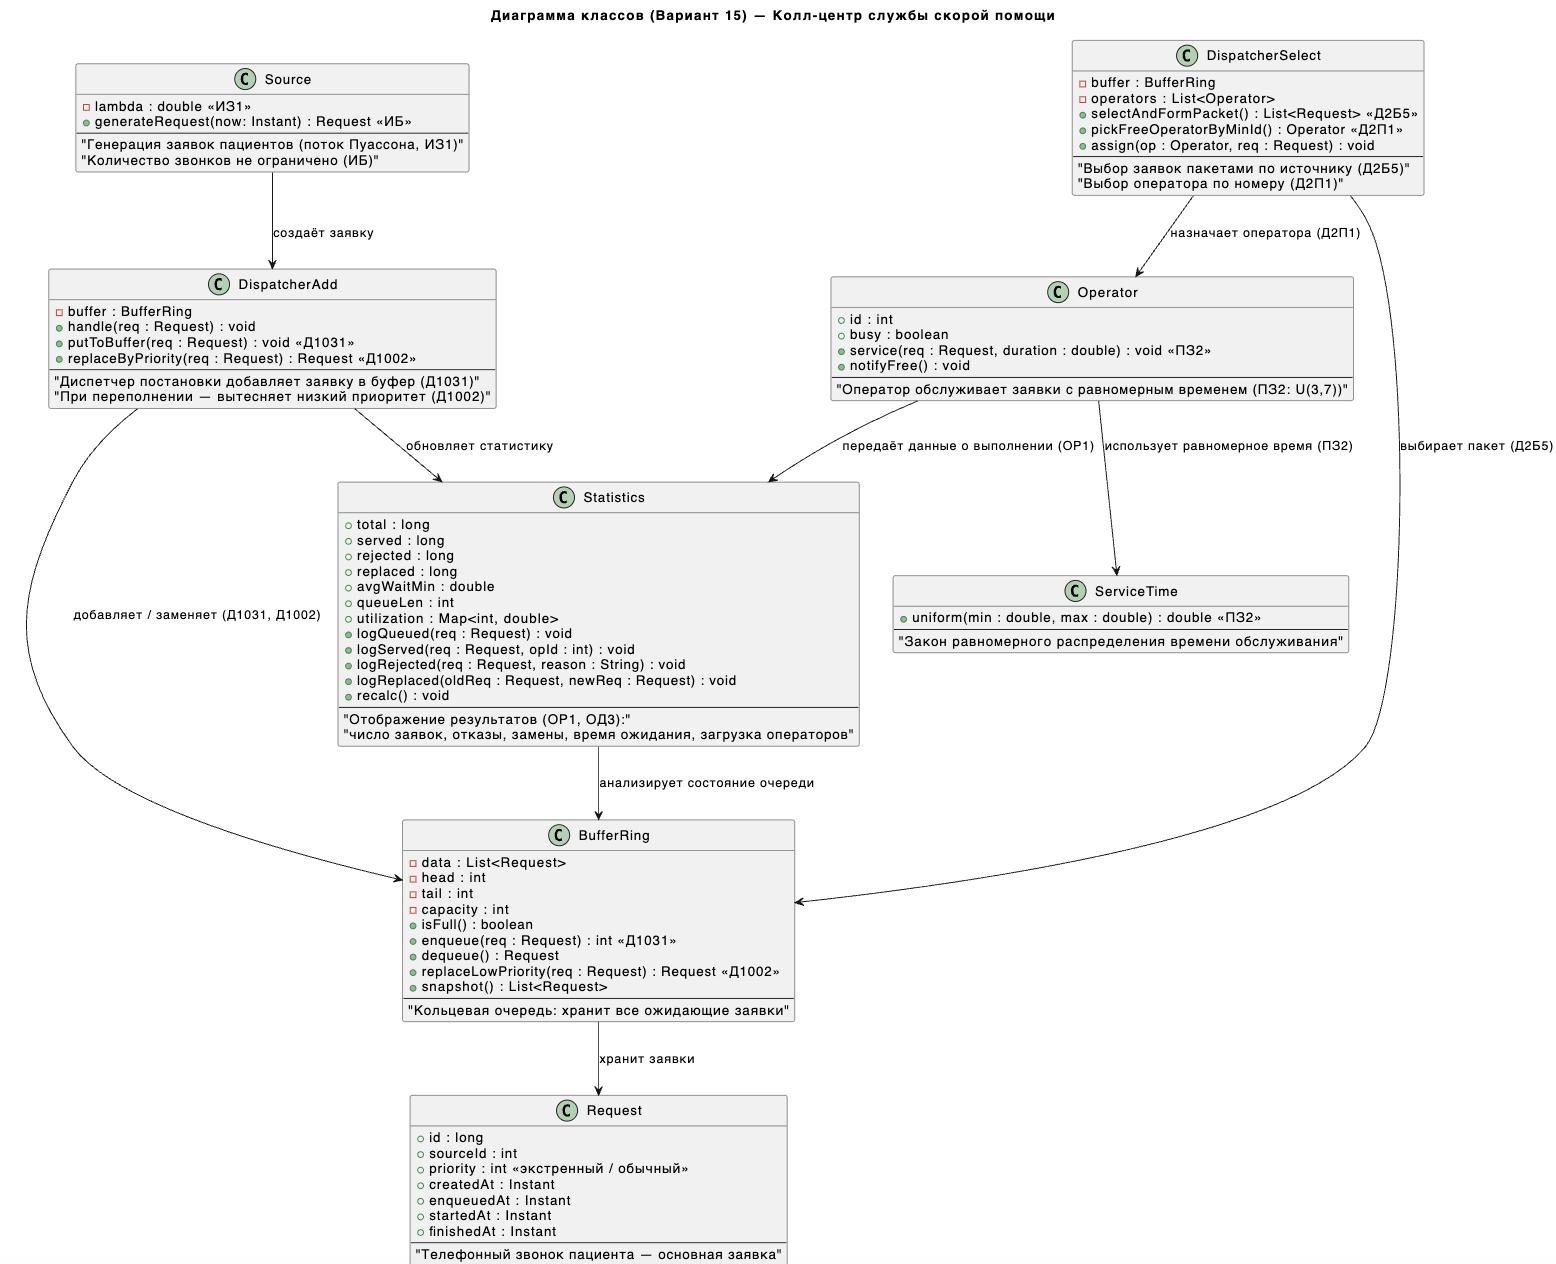 Диаграмма классов (Вариант 15) — Колл-центр службы скорой помощи
C Source
lambda : double «ИЗ1»
generateRequest(now: Instant) : Request «ИБ»
"Генерация заявок пациентов (поток Пуассона, ИЗ1)"
"Количество звонков не ограничено (ИБ)"
C DispatcherSelect
buffer : BufferRing
operators : List<Operator>
selectAndFormPacket() : List<Request> «Д2Б5»
pickFreeOperatorByMinId() : Operator «Д2П1»
assign(op : Operator, req : Request) : void
"Выбор заявок пакетами по источнику (Д2Б5)"
"Выбор оператора по номеру (Д2П1)"
создаёт заявку
назначает оператора (Д2П1)
C DispatcherAdd
buffer : BufferRing
handle(req : Request) : void
putToBuffer(req : Request) : void «Д1031»
replaceByPriority(req : Request) : Request «Д1002»
"Диспетчер постановки добавляет заявку в буфер (Д1031)"
"При переполнении — вытесняет низкий приоритет (Д1002)"
C Operator
id : int
busy : boolean
service(req : Request, duration : double) : void «ПЗ2»
notifyFree() : void
"Оператор обслуживает заявки с равномерным временем (ПЗ2: U(3,7))"
обновляет статистику
передаёт данные о выполнении (ОР1)
использует равномерное время (ПЗ2)
выбирает пакет (Д2Б5)
C Statistics
total : long
served : long
rejected : long
replaced : long
avgWaitMin : double
queueLen : int
utilization : Map<int, double>
logQueued(req : Request) : void
logServed(req : Request, opId : int) : void
logRejected(req : Request, reason : String) : void
logReplaced(oldReq : Request, newReq : Request) : void
recalc() : void
"Отображение результатов (ОР1, ОД3):"
"число заявок, отказы, замены, время ожидания, загрузка операторов"
C ServiceTime
uniform(min : double, max : double) : double «ПЗ2»
"Закон равномерного распределения времени обслуживания"
добавляет / заменяет (Д1031, Д1002)
анализирует состояние очереди
C BufferRing
data : List<Request>
head : int
tail : int
capacity : int
isFull() : boolean
enqueue(req : Request) : int «Д1031»
dequeue() : Request
replaceLowPriority(req : Request) : Request «Д1002»
snapshot() : List<Request>
"Кольцевая очередь: хранит все ожидающие заявки"
хранит заявки
C Request
id : long
sourceId : int
priority : int «экстренный / обычный»
createdAt : Instant
enqueuedAt : Instant
startedAt : Instant
finishedAt : Instant
"Телефонный звонок пациента — основная заявка"